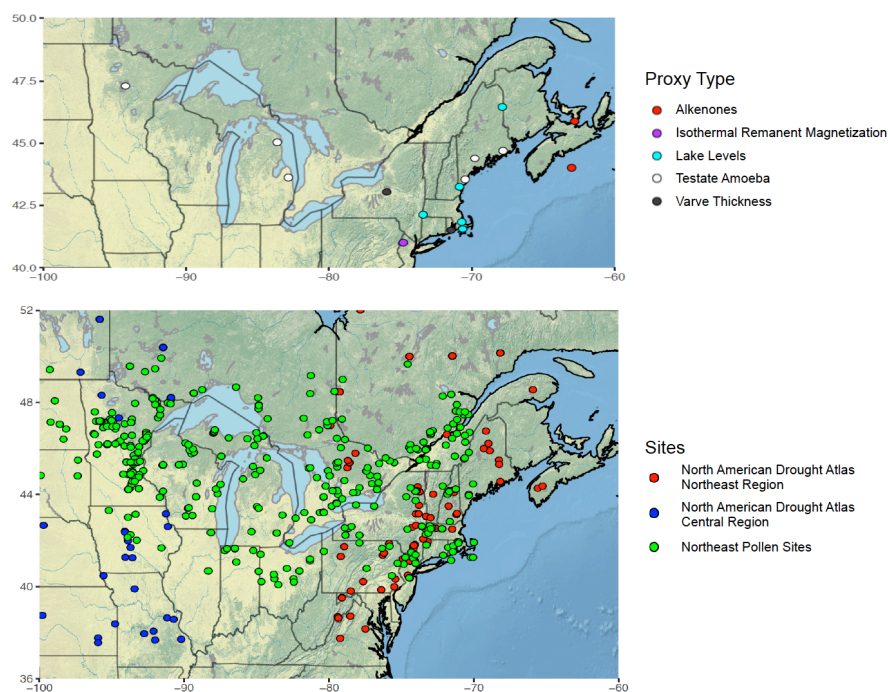 50.0
47.5
45.0
42.5
40.0
−100
−90
−80
−70
−60
Proxy Type
Alkenones
Isothermal Remanent Magnetization
Lake Levels
Testate Amoeba
Varve Thickness
52
48
44
40
36
−100
−90
−80
−70
−60
Sites
North American Drought Atlas
Northeast Region
North American Drought Atlas
Central Region
Northeast Pollen Sites